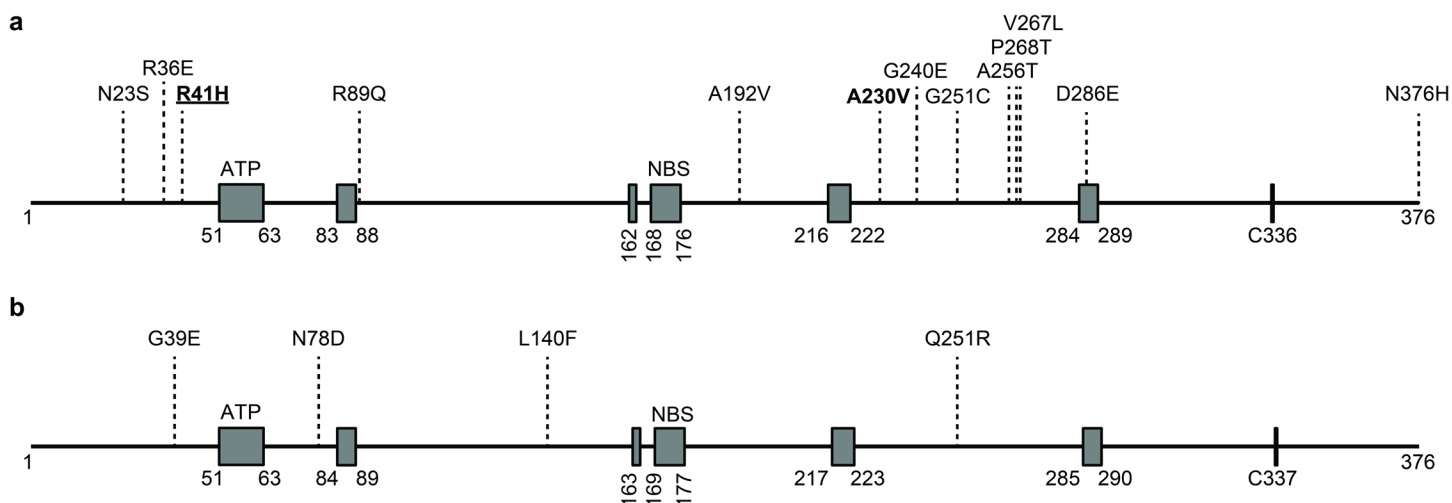 a
V267L
P268T
R36E G240E A256T
N23S R41H R89Q A192V A230V G251C D286E N376H
ATP NBS
1 51 63 83 88 162 168 176 216 222 284 289 C336 376
b
G39E N78D L140F Q251R
ATP NBS
1 51 63 84 89 163 169 177 217 223 285 290 C337 376